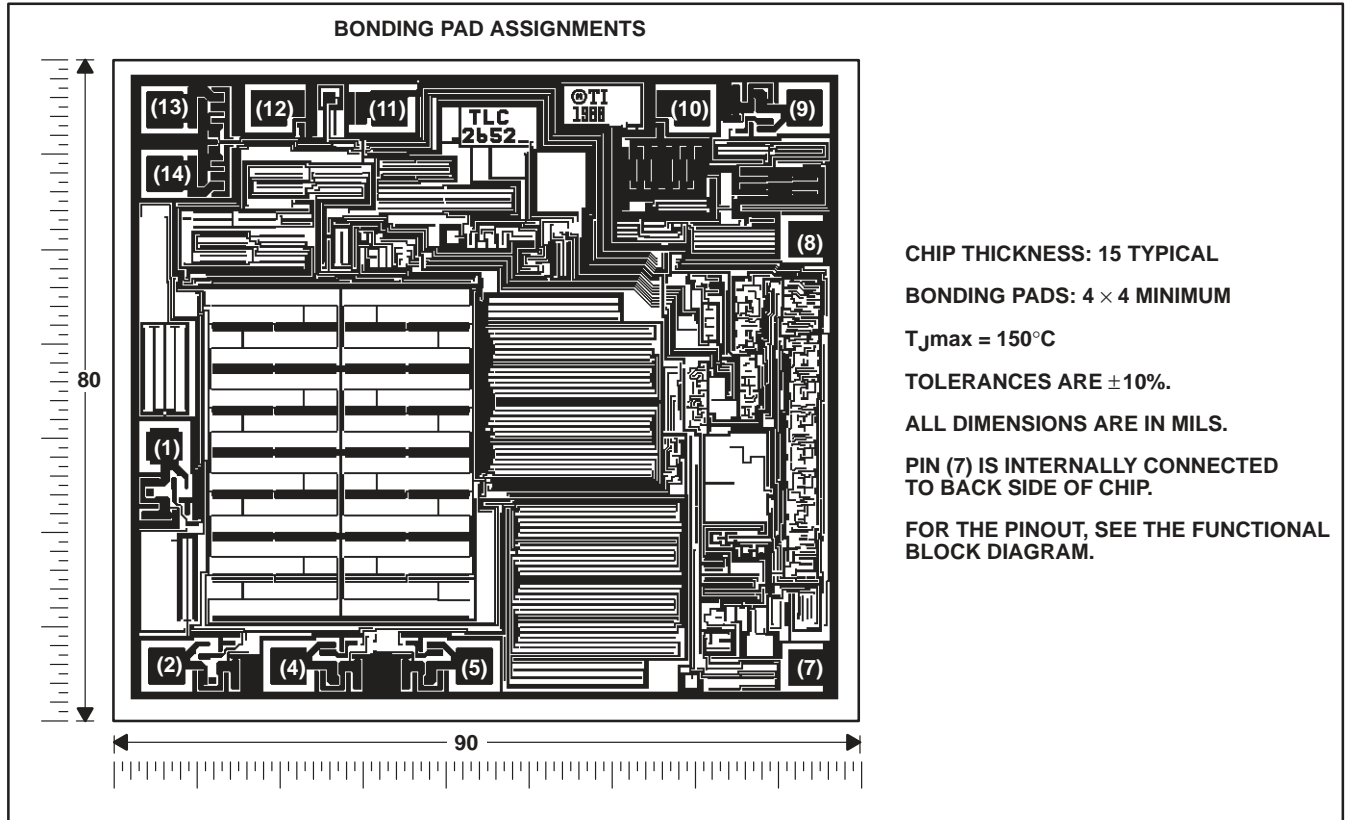 BONDING PAD ASSIGNMENTS
(13)
(12)
(11)
TLC
2652
©TI
1988
(10)
(9)
(14)
(8)
(1)
(2)
(4)
(5)
(7)
80
90
CHIP THICKNESS: 15 TYPICAL
BONDING PADS: 4 × 4 MINIMUM
TJmax = 150°C
TOLERANCES ARE ±10%.
ALL DIMENSIONS ARE IN MILS.
PIN (7) IS INTERNALLY CONNECTED
TO BACK SIDE OF CHIP.
FOR THE PINOUT, SEE THE FUNCTIONAL
BLOCK DIAGRAM.